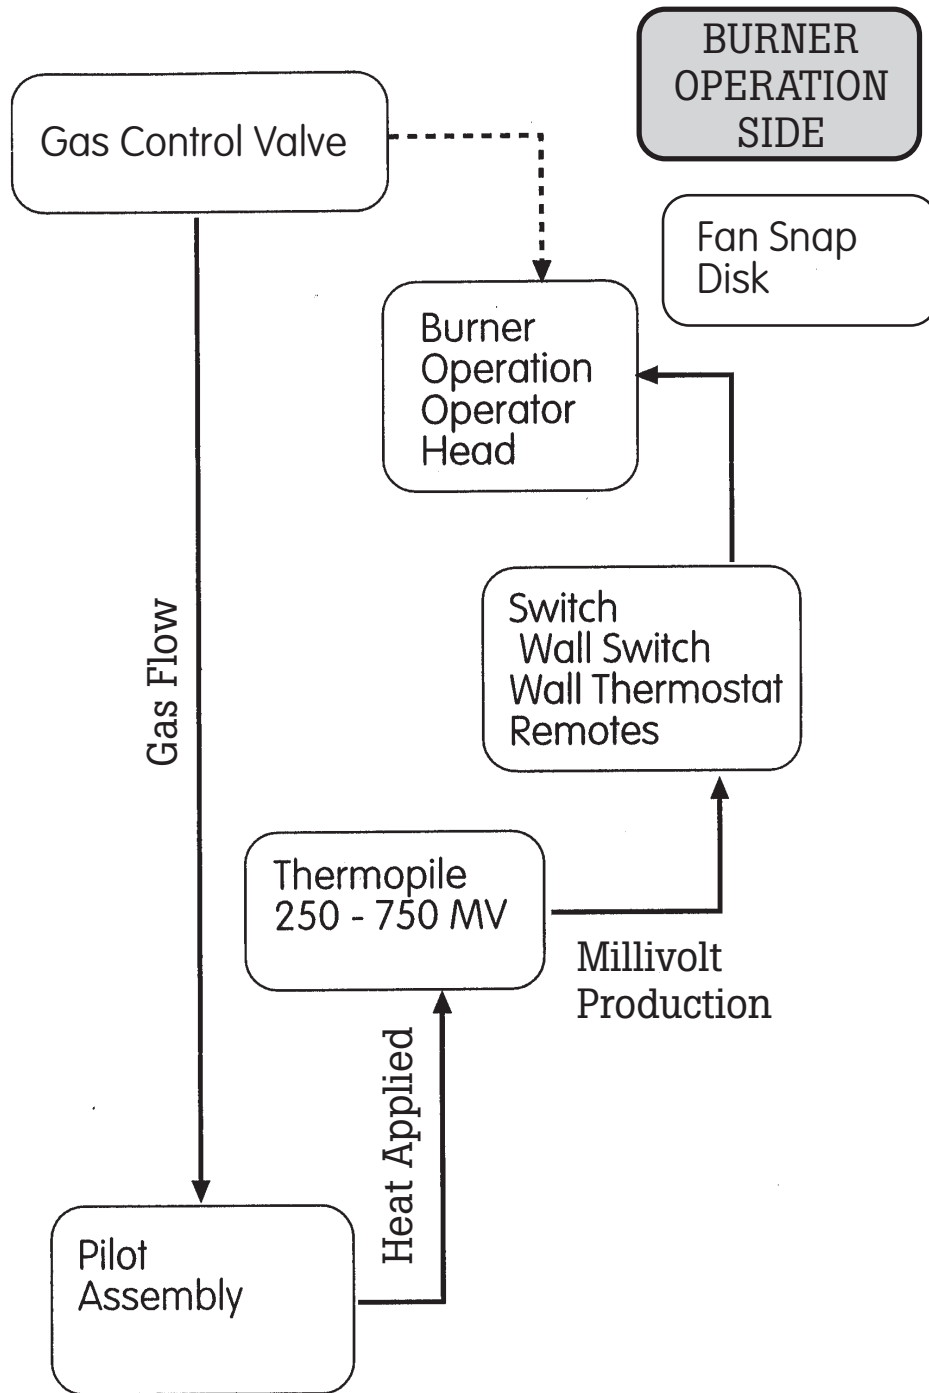 BURNER
OPERATION
SIDE
Gas Control Valve
Fan Snap
Disk
Burner
Operation
Operator
Head
Switch
Wall Switch
Wall Thermostat
Remotes
Gas Flow
Thermopile
250 - 750 MV
Millivolt
Production
Heat Applied
Pilot
Assembly